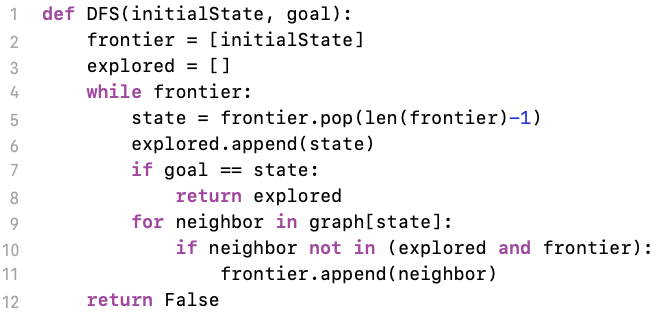 1 def DFS(initialState, goal):
2     frontier = [initialState]
3     explored = []
4     while frontier:
5         state = frontier.pop(len(frontier)-1)
6         explored.append(state)
7         if goal == state:
8             return explored
9         for neighbor in graph[state]:
10             if neighbor not in (explored and frontier):
11                 frontier.append(neighbor)
12     return False